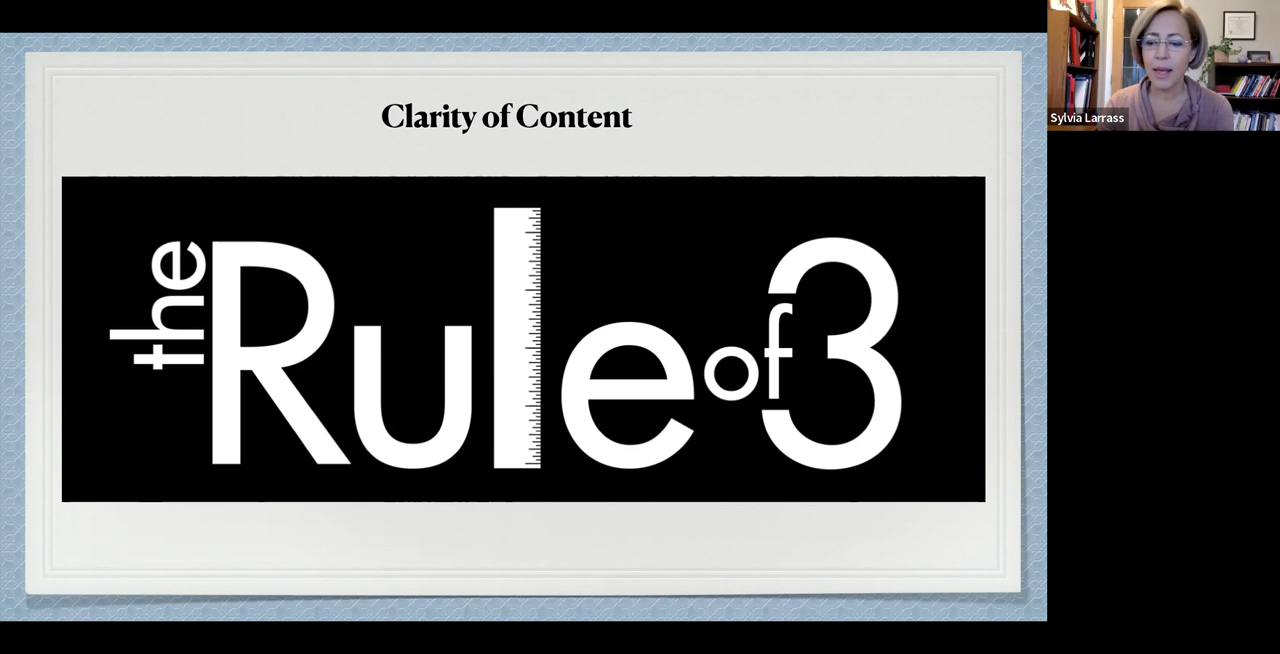 Clarity of Content
the Rule of 3
Sylvia Larrass